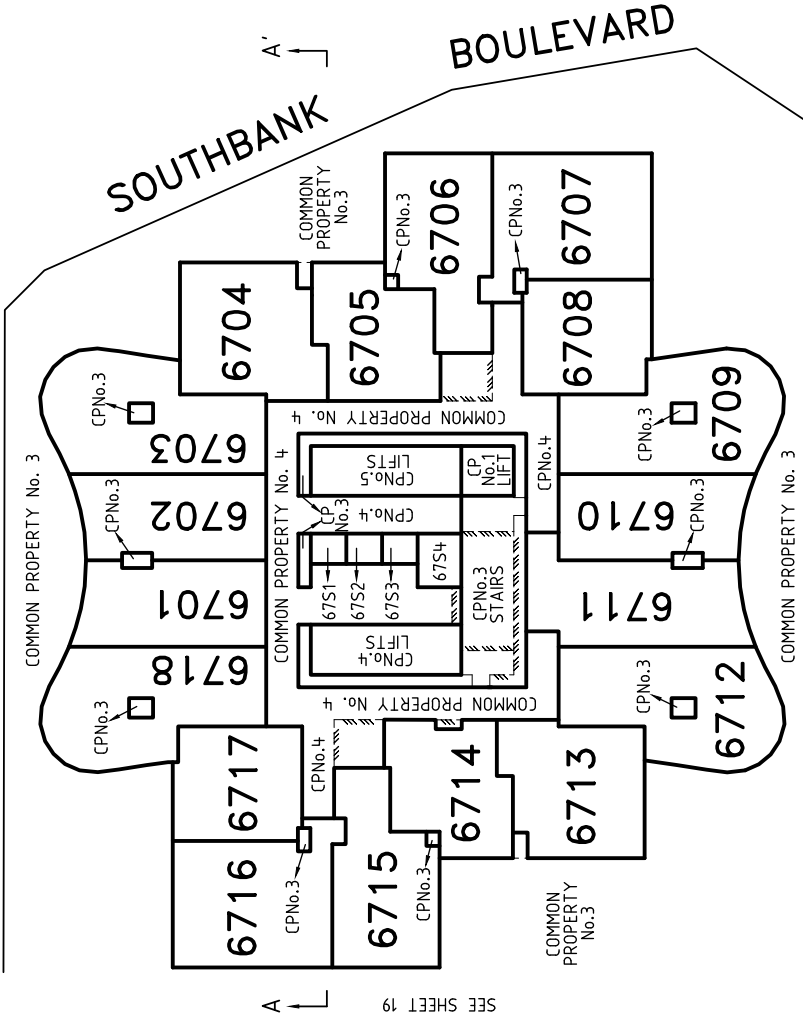 SOUTHBANK
BOULEVARD
A'
COMMON
PROPERTY
No.3
6704
6705
CPNo.3
6706
CPNo.3
6707
6708
COMMON PROPERTY No. 3
CPNo.3
6703
CPNo.3
6702
6701
6718
CPNo.3
COMMON PROPERTY No. 4
COMMON PROPERTY No. 4
CPNo.5
LIFTS
CP
No.1
LIFT
CP
No.3
CPNo.4
67S1
67S2
67S3
67S4
CPNo.3
STAIRS
CPNo.4
LIFTS
COMMON PROPERTY No. 4
CPNo.4
CPNo.3
6709
6710
CPNo.3
6711
CPNo.3
6712
COMMON PROPERTY No. 3
6717
CPNo.4
6716
CPNo.3
6715
CPNo.3
6714
6713
COMMON
PROPERTY
No.3
A
SEE SHEET 19